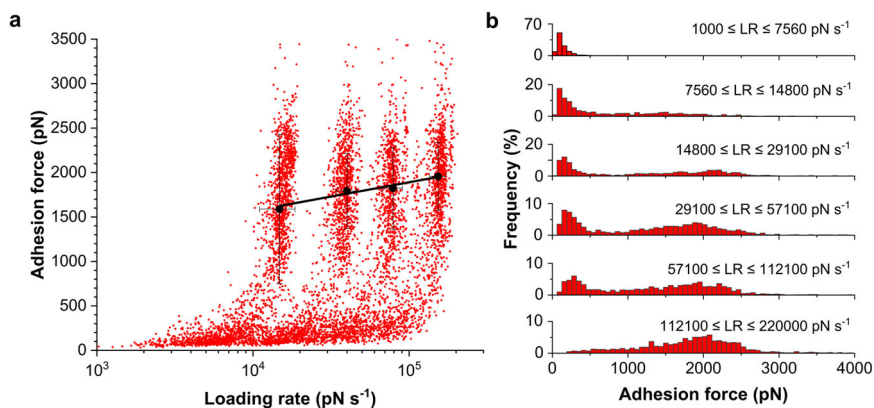 a
Adhesion force (pN)
3500
3000
2500
2000
1500
1000
500
0
10³ 10⁴ 10⁵
Loading rate (pN s⁻¹)
b
Frequency (%)
70
0
1000 ≤ LR ≤ 7560 pN s⁻¹
20
0
7560 ≤ LR ≤ 14800 pN s⁻¹
20
0
14800 ≤ LR ≤ 29100 pN s⁻¹
10
0
29100 ≤ LR ≤ 57100 pN s⁻¹
10
0
57100 ≤ LR ≤ 112100 pN s⁻¹
10
0
112100 ≤ LR ≤ 220000 pN s⁻¹
0 1000 2000 3000 4000
Adhesion force (pN)